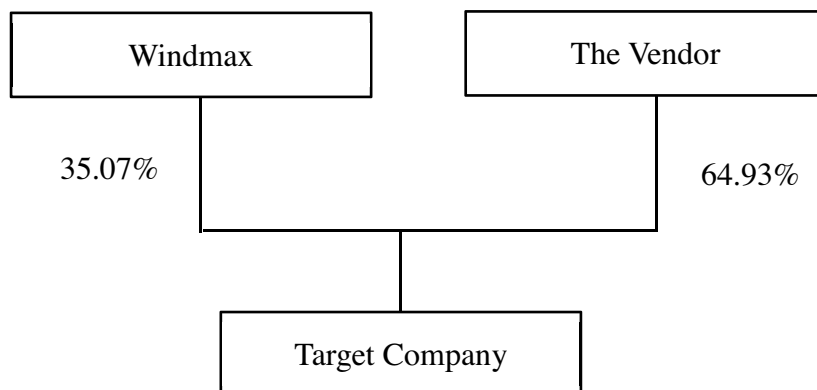 Windmax
The Vendor
35.07%
64.93%
Target Company